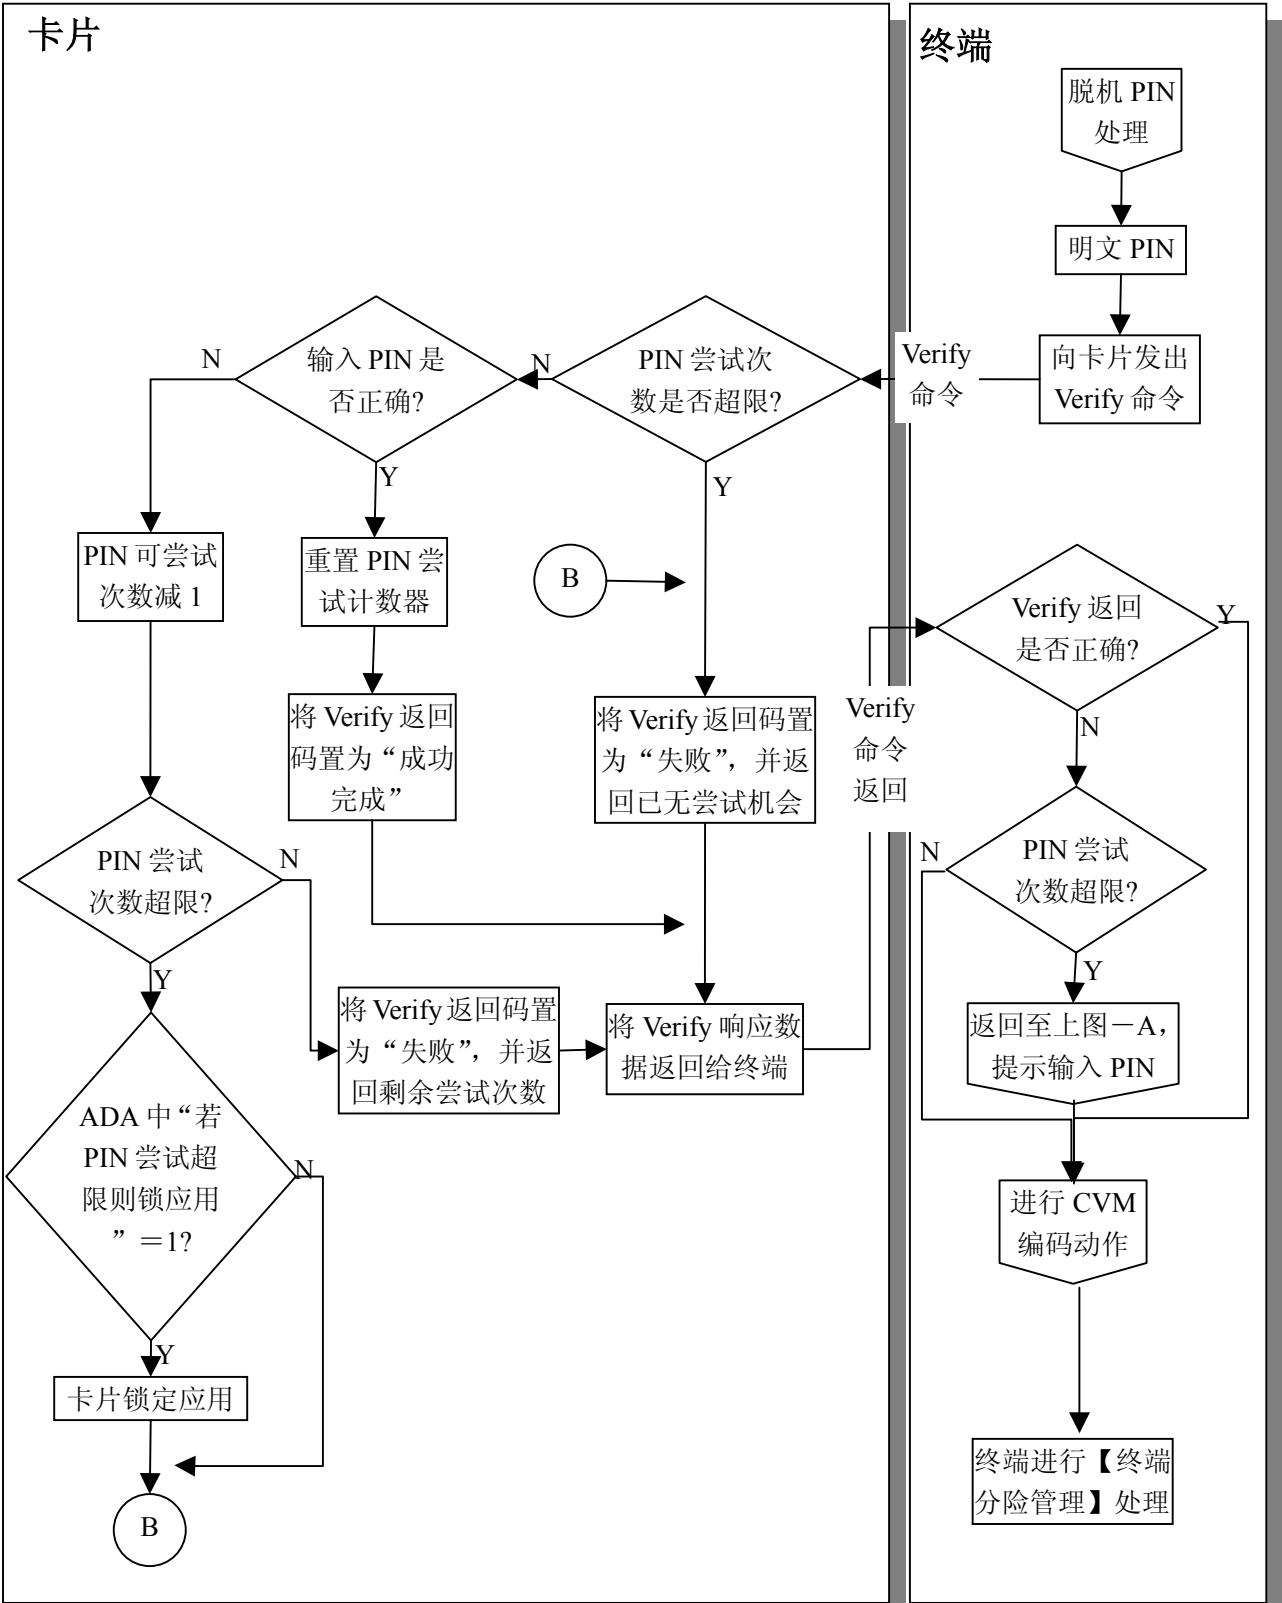 卡片
终端
脱机 PIN
处理
明文 PIN
向卡片发出
Verify 命令
Verify
命令
PIN 尝试次
数是否超限?
N
Y
输入 PIN 是
否正确?
N
Y
PIN 可尝试
次数减 1
重置 PIN 尝
试计数器
B
将 Verify 返回
码置为“成功
完成”
将 Verify 返回码置
为“失败”，并返
回已无尝试机会
Verify
命令
返回
Verify 返回
是否正确?
Y
N
PIN 尝试
次数超限?
N
Y
PIN 尝试
次数超限?
N
Y
将 Verify 返回码置
为“失败”，并返
回剩余尝试次数
将 Verify 响应数
据返回给终端
返回至上图－A，
提示输入 PIN
ADA 中“若
PIN 尝试超
限则锁应用
”＝1?
N
Y
进行 CVM
编码动作
卡片锁定应用
终端进行【终端
分险管理】处理
B